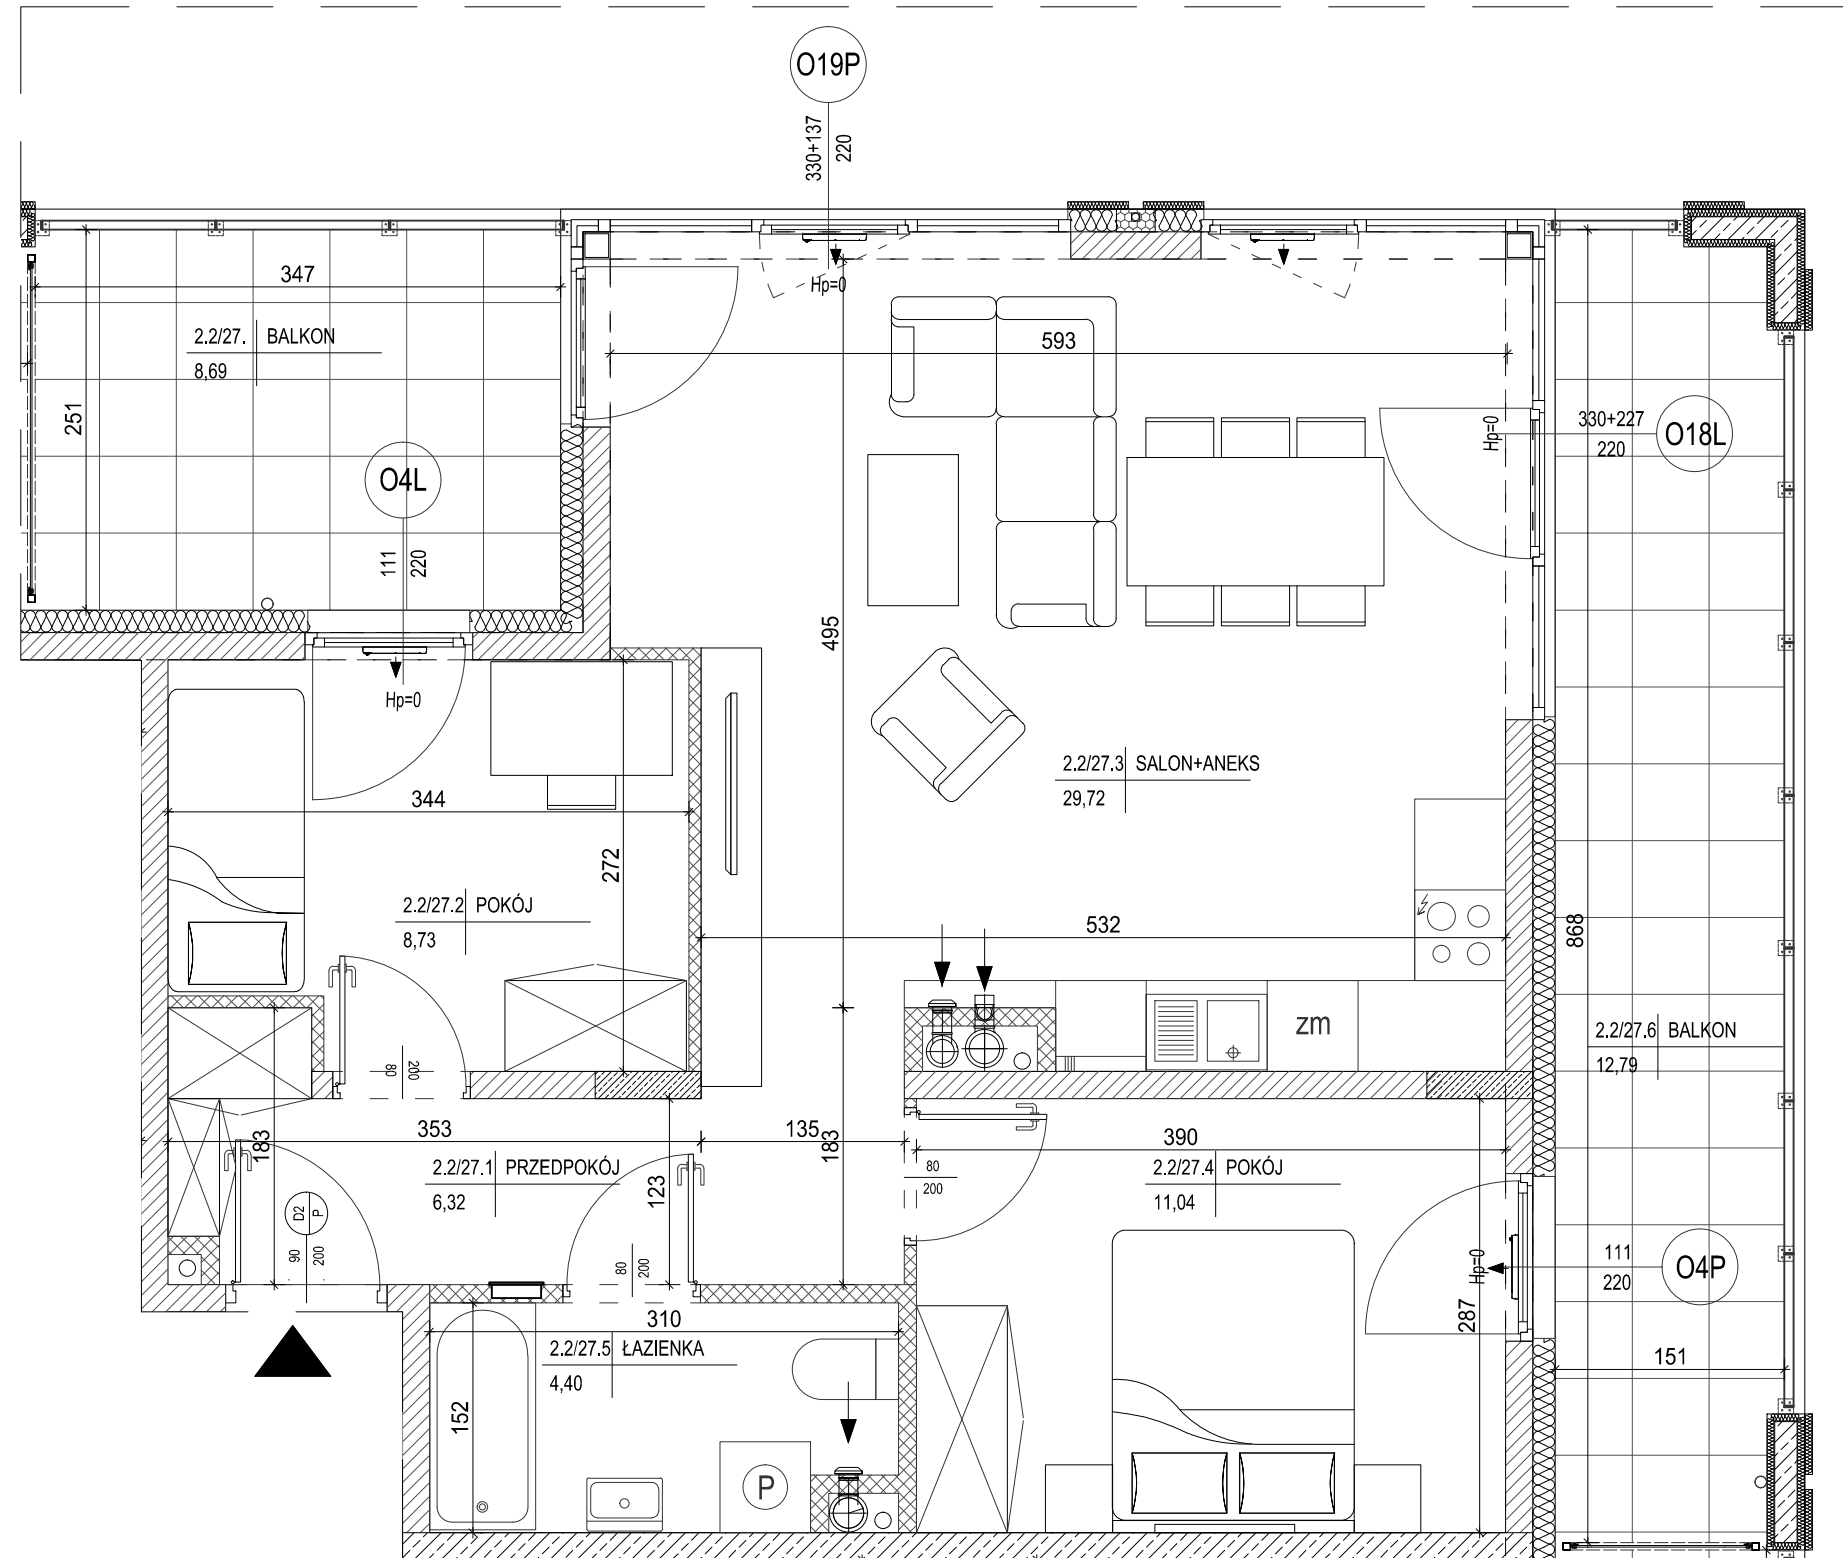 O19P
330+137
220
Hp=0
347
2.2/27. BALKON
8,69
251
O4L
111
220
Hp=0
593
Hp=0
330+227
220
O18L
495
2.2/27.3 SALON+ANEKS
29,72
344
272
2.2/27.2 POKÓJ
8,73
532
868
zm
2.2/27.6 BALKON
12,79
80
200
353
135
183
183
123
390
2.2/27.1 PRZEDPOKÓJ
6,32
80
200
2.2/27.4 POKÓJ
11,04
D2
P
90
200
80
200
Hp=0
111
220
O4P
310
287
2.2/27.5 ŁAZIENKA
4,40
151
152
P